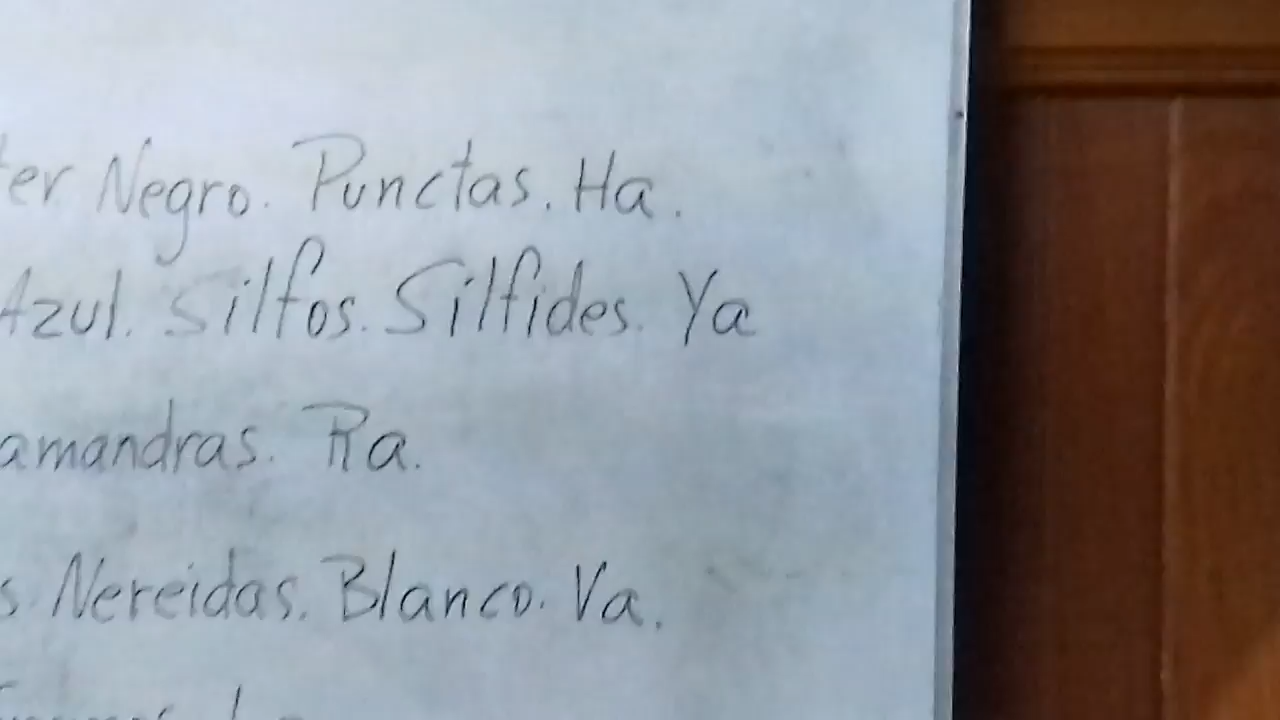 ter Negro. Punctas. Ha.
Azul. Silfos. Silfides. Ya
amandras. Ra.
s Nereidas. Blanco. Va.